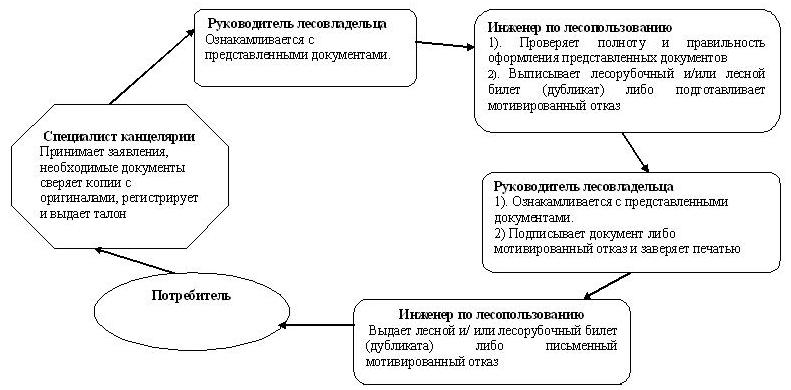 Руководитель лесовладельца
Ознакамливается с
представленными документами.
Инженер по лесопользованию
1). Проверяет полноту и правильность
оформления представленных документов
2). Выписывает лесорубочный и/или лесной
билет (дубликат) либо подготавливает
мотивированный отказ
Специалист канцелярии
Принимает заявления,
необходимые документы
сверяет копии с
оригиналами, регистрирует
и выдает талон
Руководитель лесовладельца
1). Ознакамливается с представленными
документами.
2) Подписывает документ либо
мотивированный отказ и заверяет печатью
Потребитель
Инженер по лесопользованию
Выдает лесной и/ или лесорубочный билет
(дубликата) либо письменный
мотивированный отказ